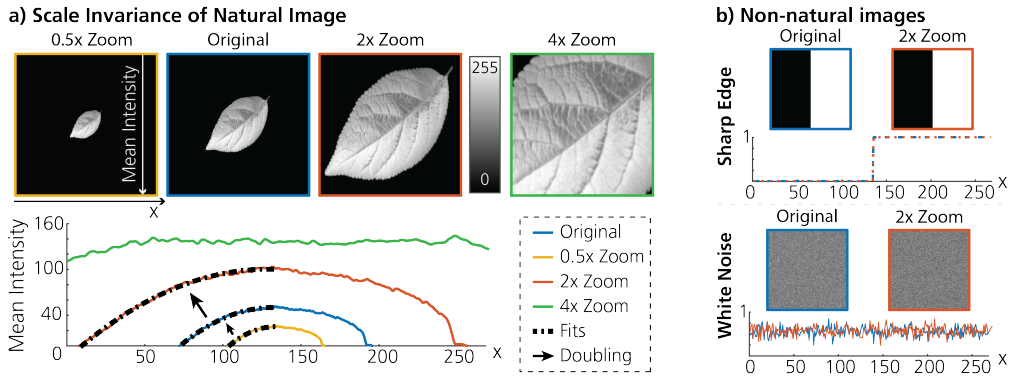 a) Scale Invariance of Natural Image
0.5x Zoom
Original
2x Zoom
4x Zoom
Mean Intensity
X
255
0
Mean Intensity
160
100
40
0
50
100
150
200
250
X
Original
0.5x Zoom
2x Zoom
4x Zoom
Fits
Doubling
b) Non-natural images
Original
2x Zoom
Sharp Edge
1
0
50
100
150
200
250
X
Original
2x Zoom
White Noise
1
0
50
100
150
200
250
X